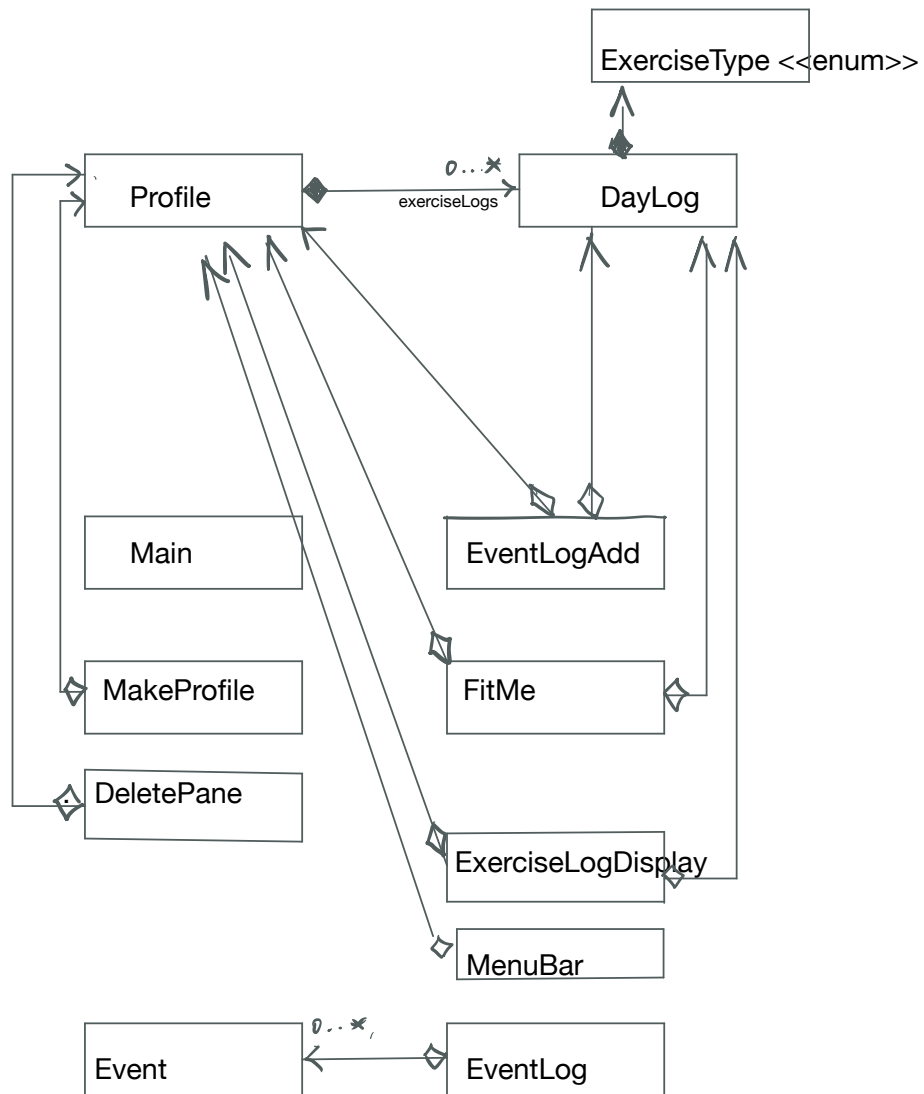 ExerciseType <<enum>>
0...*
Profile
exerciseLogs
DayLog
Main
EventLogAdd
MakeProfile
FitMe
DeletePane
ExerciseLogDisplay
MenuBar
0..*
Event
EventLog